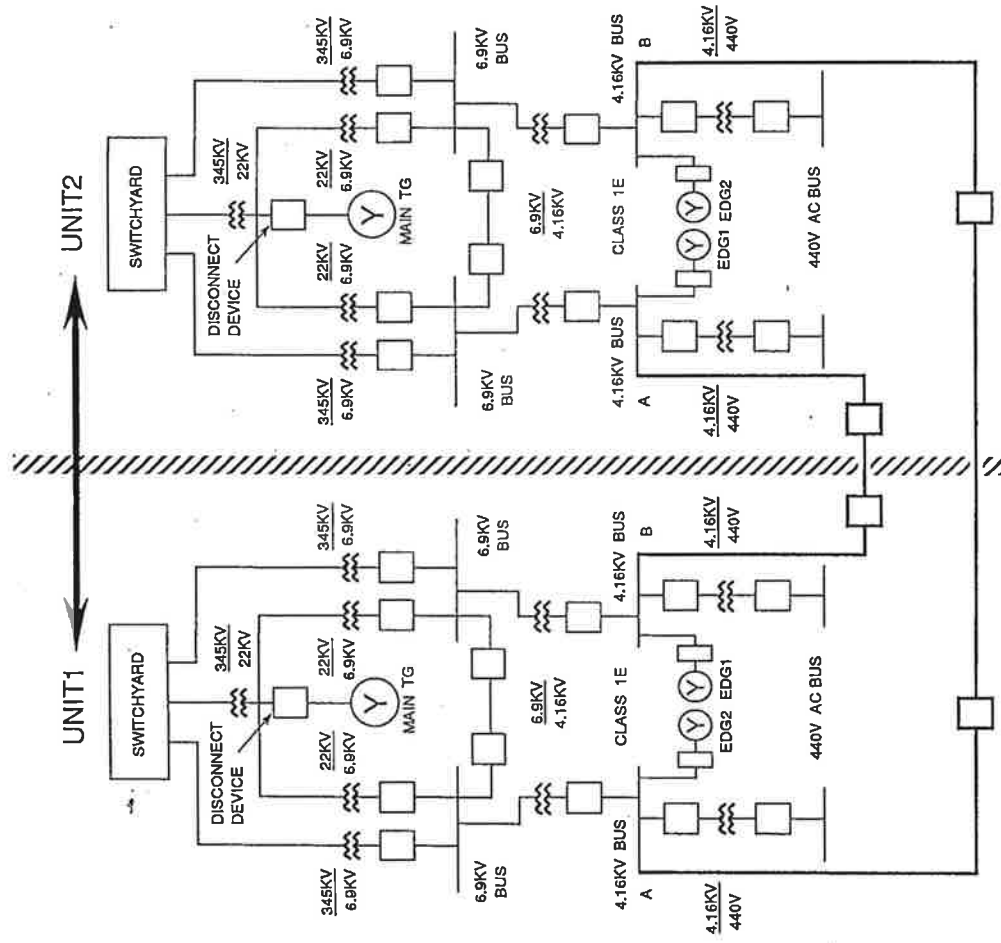 UNIT1
UNIT2
SWITCHYARD
345KV
22KV
DISCONNECT
DEVICE
345KV
6.9KV
22KV
6.9KV
MAIN TG
22KV
6.9KV
345KV
6.9KV
6.9KV
BUS
6.9KV
BUS
6.9KV
4.16KV
4.16KV BUS
A
CLASS 1E
4.16KV BUS
B
EDG2 EDG1
4.16KV
440V
440V AC BUS
4.16KV
440V
SWITCHYARD
345KV
22KV
DISCONNECT
DEVICE
345KV
6.9KV
22KV
6.9KV
MAIN TG
22KV
6.9KV
345KV
6.9KV
6.9KV
BUS
6.9KV
BUS
6.9KV
4.16KV
4.16KV BUS
A
CLASS 1E
4.16KV BUS
B
EDG1 EDG2
4.16KV
440V
440V AC BUS
4.16KV
440V